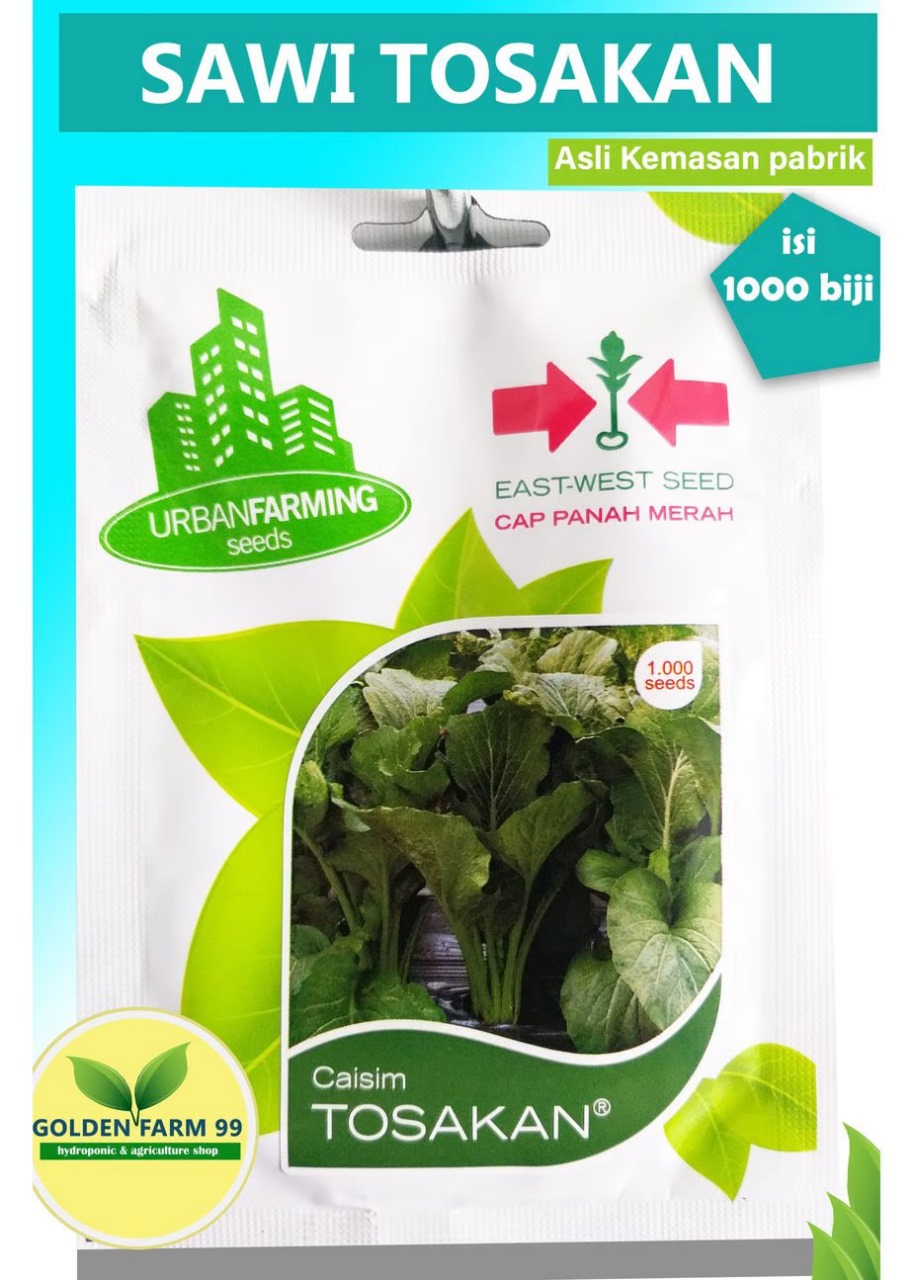 SAWI TOSAKAN
Asli Kemasan pabrik
isi
1000 biji
URBANFARMING
seeds
EAST-WEST SEED
CAP PANAH MERAH
1.000
seeds
Caisim
TOSAKAN®
GOLDEN FARM 99
hydroponic & agriculture shop